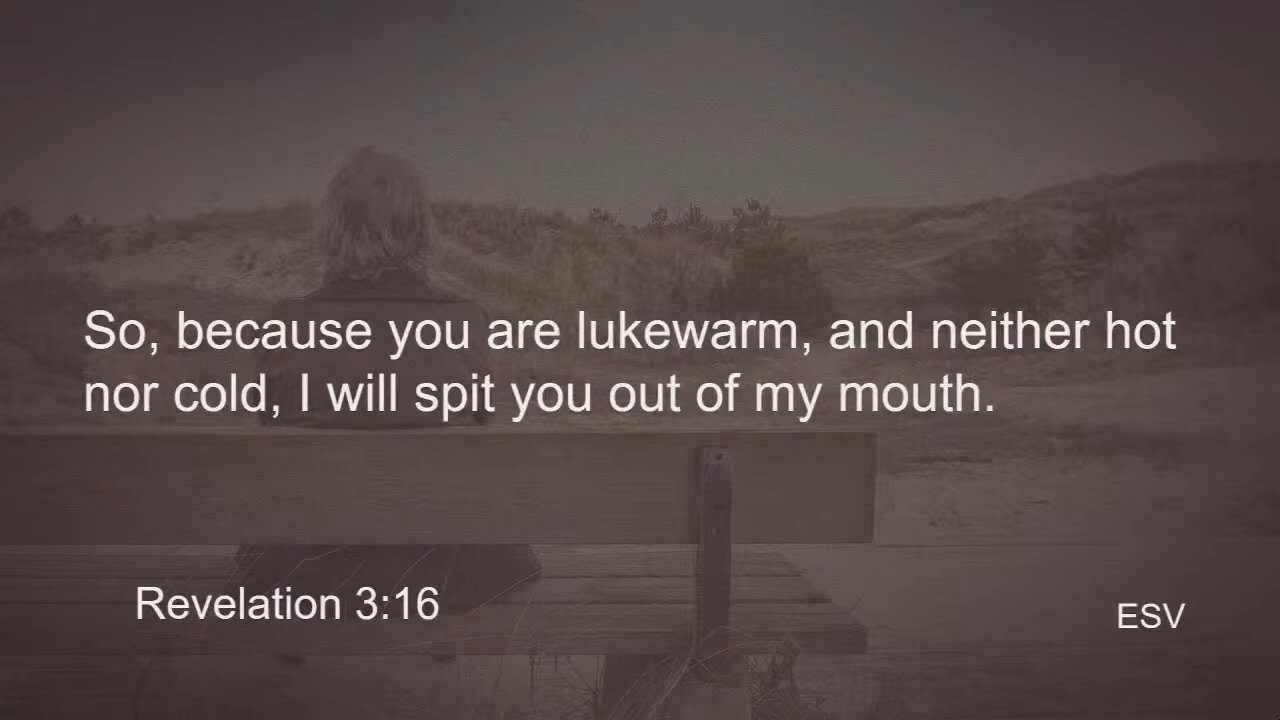 So, because you are lukewarm, and neither hot
nor cold, I will spit you out of my mouth.
Revelation 3:16
ESV